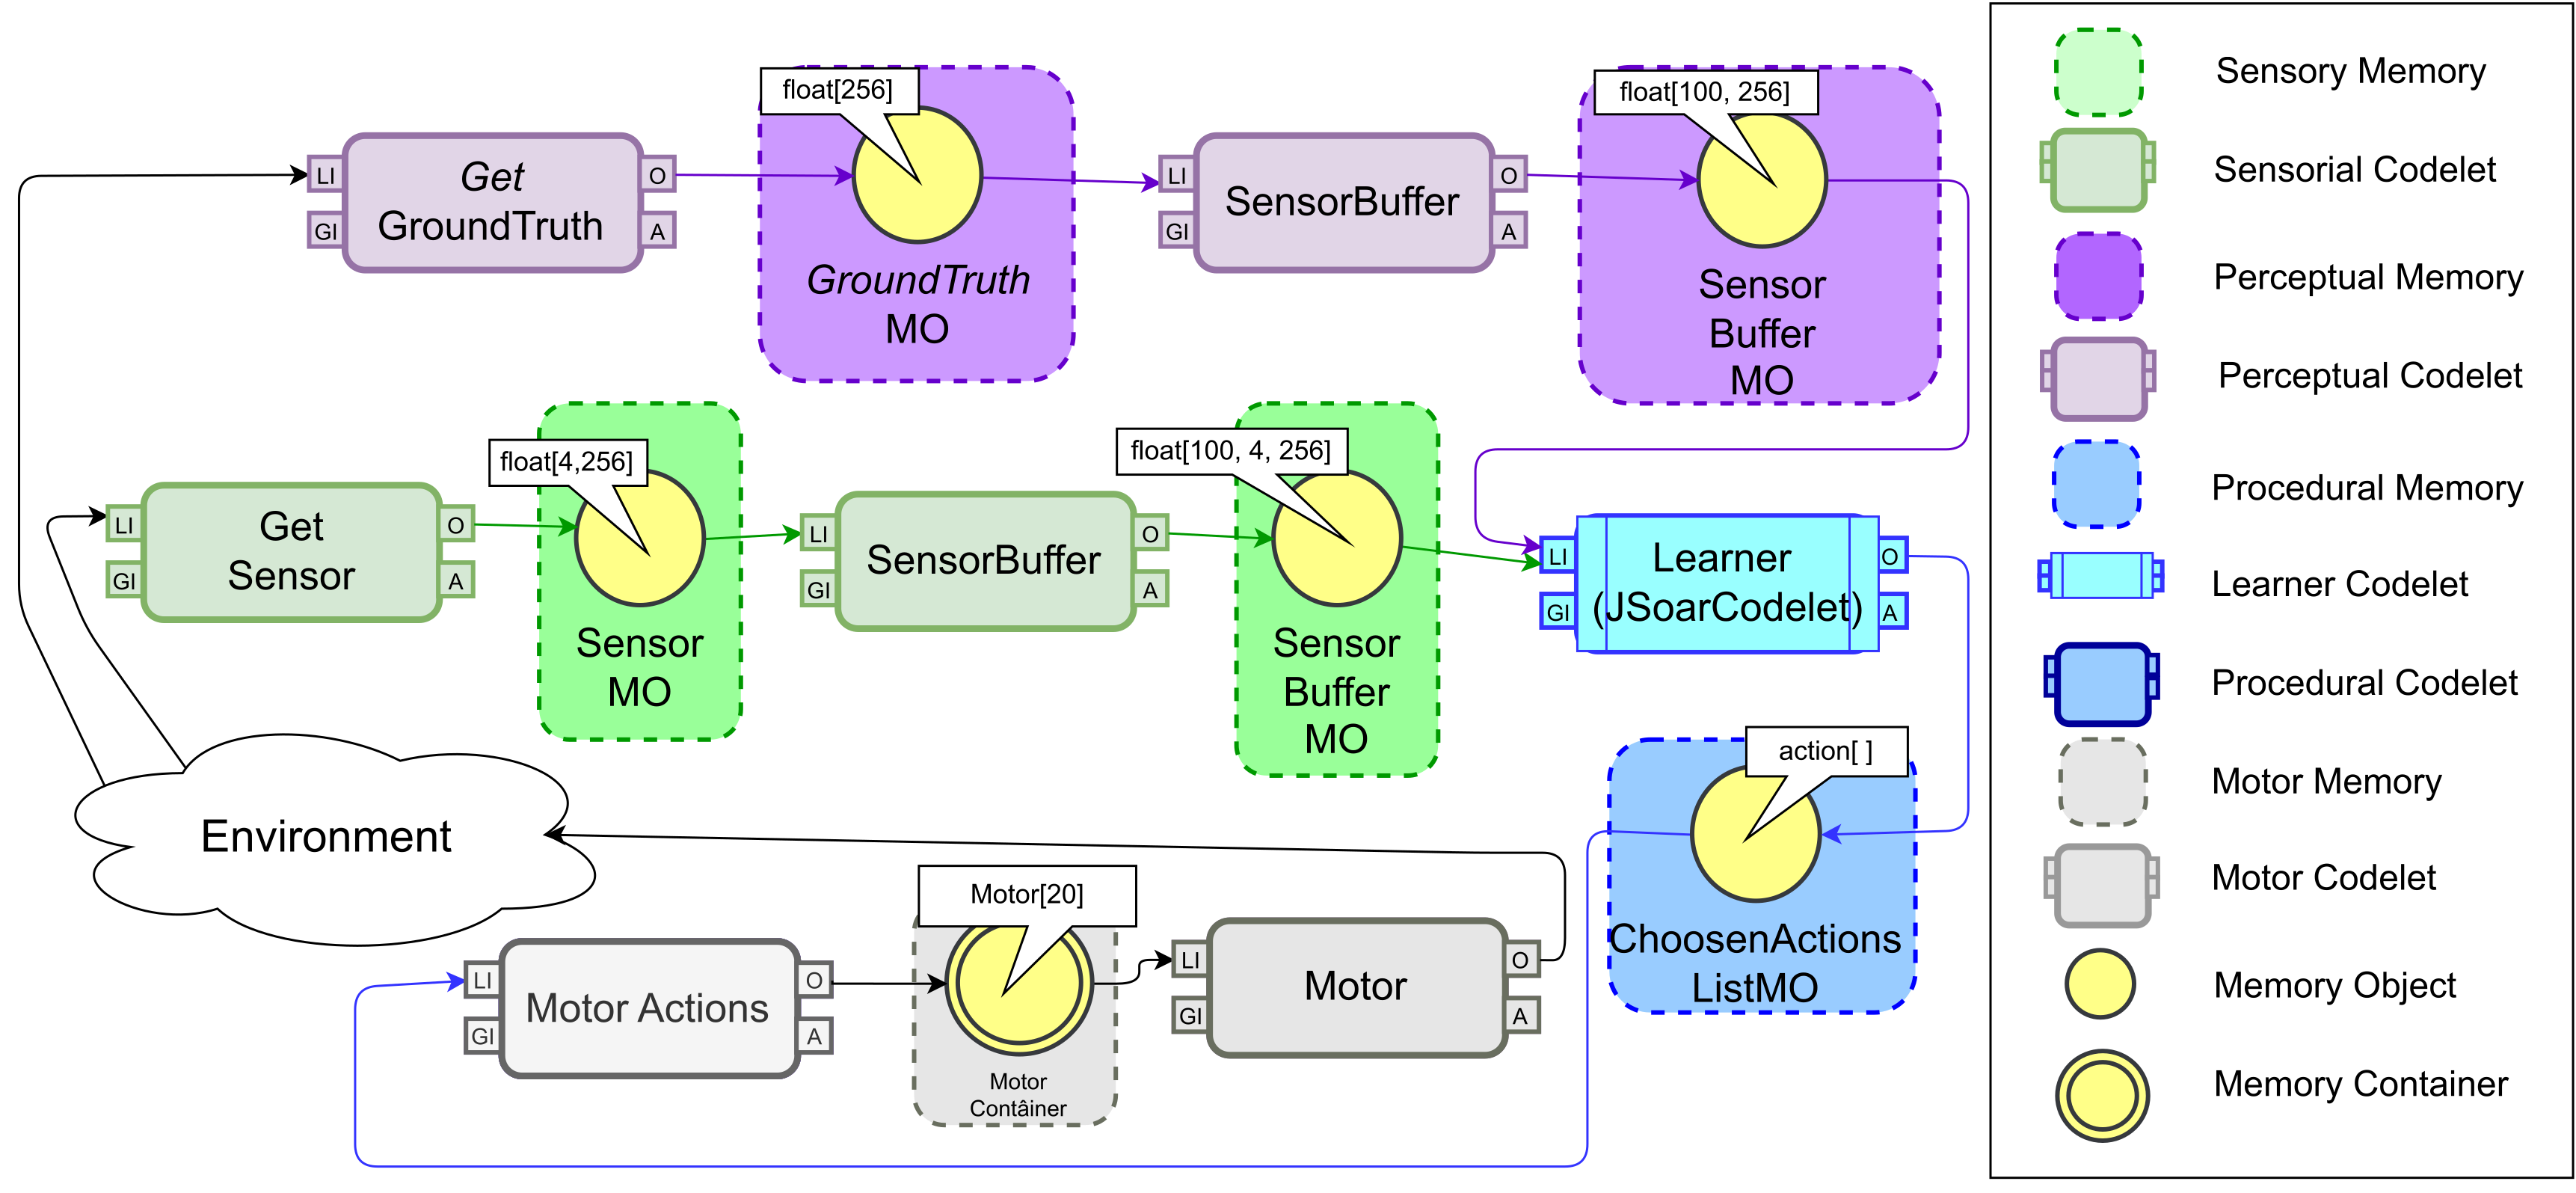 float[256]
float[100, 256]
LI
Get
GroundTruth
O
GI
A
GroundTruth
MO
LI
SensorBuffer
O
GI
A
Sensor
Buffer
MO
float[4,256]
float[100, 4, 256]
LI
Get
Sensor
O
GI
A
Sensor
MO
LI
SensorBuffer
O
GI
A
Sensor
Buffer
MO
LI
Learner
(JSoarCodelet)
O
GI
A
action[ ]
ChoosenActions
ListMO
Environment
Motor[20]
LI
Motor Actions
O
GI
A
Motor
Contâiner
LI
Motor
O
GI
A
Sensory Memory
Sensorial Codelet
Perceptual Memory
Perceptual Codelet
Procedural Memory
Learner Codelet
Procedural Codelet
Motor Memory
Motor Codelet
Memory Object
Memory Container